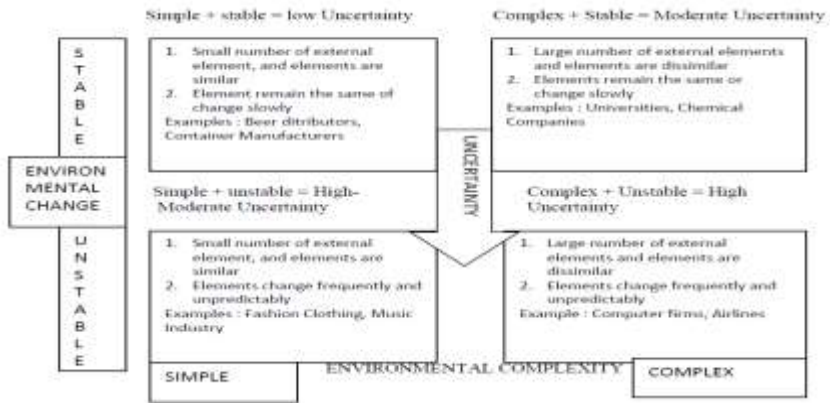 Simple + stable = low Uncertainty
Complex + Stable = Moderate Uncertainty
STABLE
1. Small number of external
element, and elements are
similar
2. Element remain the same of
change slowly
Examples : Beer ditributors,
Container Manufacturers
1. Large number of external elements
and elements are dissimilar
2. Elements remain the same or
change slowly
Examples : Universities, Chemical
Companies
UNCERTAINTY
ENVIRON
MENTAL
CHANGE
Simple + unstable = High-
Moderate Uncertainty
Complex + Unstable = High
Uncertainty
UNSTABLE
1. Small number of external
element, and elements are
similar
2. Elements change frequently and
unpredictably
Examples : Fashion Clothing, Music
Industry
1. Large number of external
elements and elements are
dissimilar
2. Elements change frequently and
unpredictably
Example : Computer firms, Airlines
SIMPLE
ENVIRONMENTAL COMPLEXITY
COMPLEX